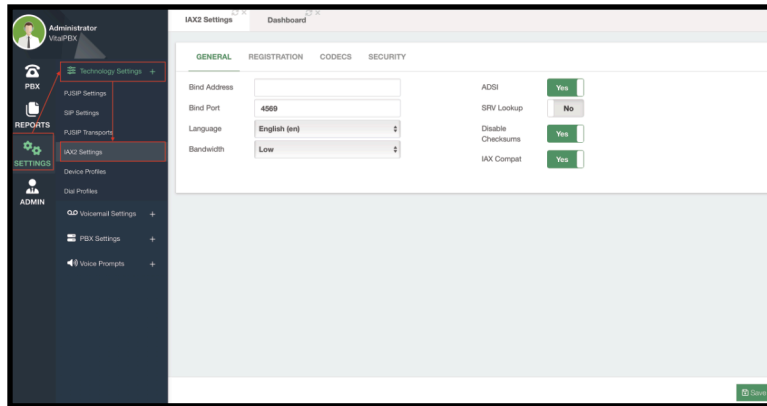 Administrator
VitalPBX
PBX
REPORTS
SETTINGS
ADMIN
Technology Settings +
PJSIP Settings
SIP Settings
PJSIP Transports
IAX2 Settings
Device Profiles
Dial Profiles
Voicemail Settings +
PBX Settings +
Voice Prompts +
IAX2 Settings
Dashboard
GENERAL REGISTRATION CODECS SECURITY
Bind Address
Bind Port 4569
Language English (en)
Bandwidth Low
ADSI Yes
SRV Lookup No
Disable
Checksums Yes
IAX Compat Yes
Save